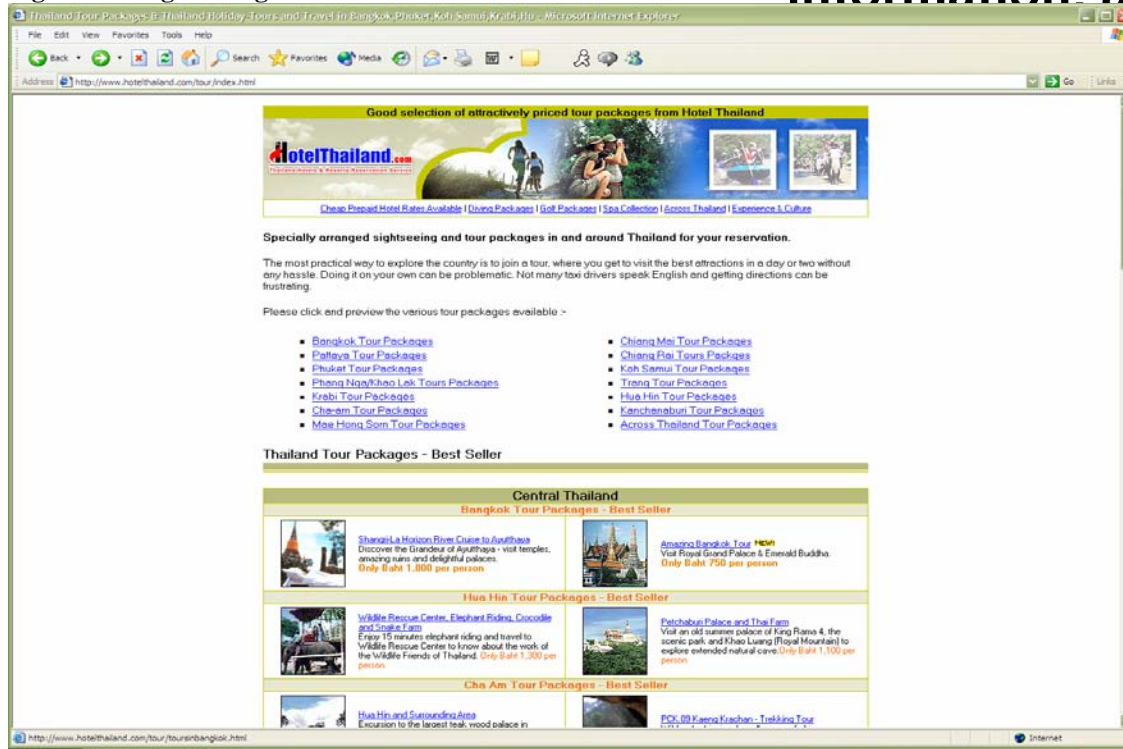 Thailand Tour Packages & Thailand Holiday Tours and Travel in Bangkok,Phuket,Koh Samui,Krabi,Hu - Microsoft Internet Explorer
File Edit View Favorites Tools Help
Back Search Favorites Media
Address http://www.hotelthailand.com/tour/index.html Go Links
Good selection of attractively priced tour packages from Hotel Thailand
HotelThailand.com
Thailand Hotels & Resorts Reservation Service
Cheap Prepaid Hotel Rates Available | Diving Packages | Golf Packages | Spa Collection | Across Thailand | Experience & Culture
Specially arranged sightseeing and tour packages in and around Thailand for your reservation.
The most practical way to explore the country is to join a tour, where you get to visit the best attractions in a day or two without
any hassle. Doing it on your own can be problematic. Not many taxi drivers speak English and getting directions can be
frustrating.
Please click and preview the various tour packages available :-
Bangkok Tour Packages
Pattaya Tour Packages
Phuket Tour Packages
Phang Nga/Khao Lak Tours Packages
Krabi Tour Packages
Cha-am Tour Packages
Mae Hong Son Tour Packages
Chiang Mai Tour Packages
Chiang Rai Tours Packges
Koh Samui Tour Packages
Trang Tour Packages
Hua Hin Tour Packages
Kanchanaburi Tour Packages
Across Thailand Tour Packages
Thailand Tour Packages - Best Seller
Central Thailand
Bangkok Tour Packages - Best Seller
Shangri-La Horizon River Cruise to Ayutthaya
Discover the Grandeur of Ayutthaya - visit temples,
amazing ruins and delightful palaces.
Only Baht 1,800 per person
Amazing Bangkok Tour NEW!
Visit Royal Grand Palace & Emerald Buddha.
Only Baht 750 per person
Hua Hin Tour Packages - Best Seller
Wildlife Rescue Center, Elephant Riding, Crocodile
and Snake Farm
Enjoy 15 minutes elephant riding and travel to
Wildlife Rescue Center to know about the work of
the Wildlife Friends of Thailand. Only Baht 1,300 per
person
Petchaburi Palace and Thai Farm
Visit an old summer palace of King Rama 4, the
scenic park and Khao Luang (Royal Mountain) to
explore extended natural cave.Only Baht 1,100 per
person
Cha Am Tour Packages - Best Seller
Hua Hin and Surrounding Area
Excursion to the largest teak wood palace in
PCK 09 Kaeng Krachan - Trekking Tour
http://www.hotelthailand.com/tour/toursinbangkok.html Internet